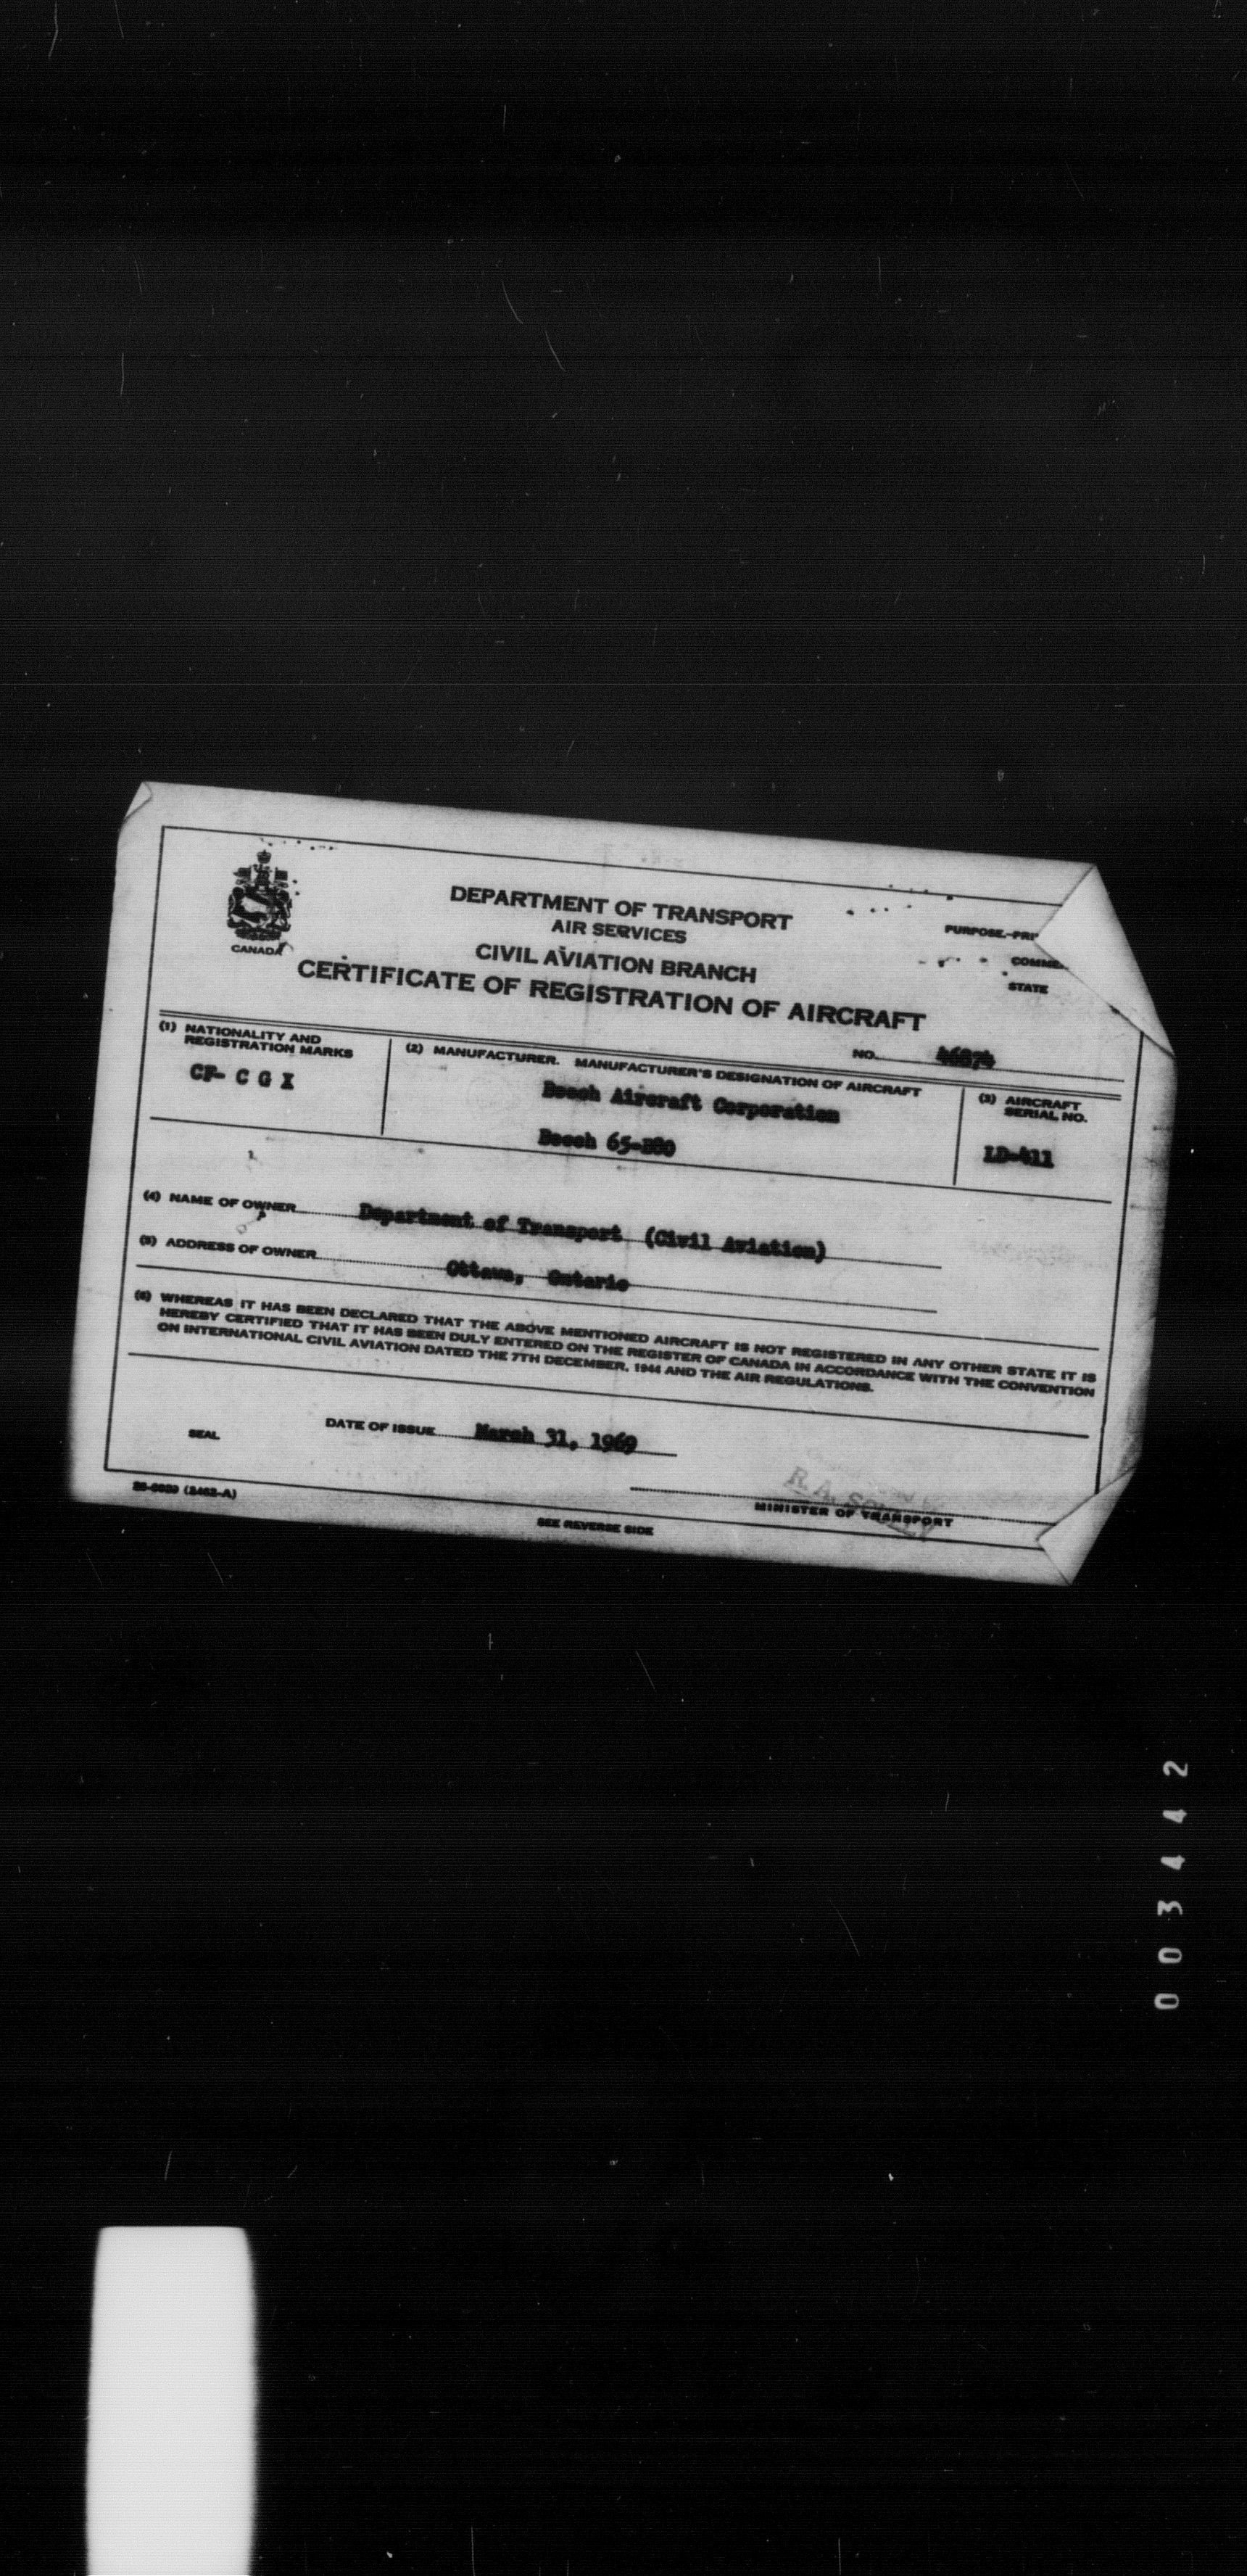 CANADA
DEPARTMENT OF TRANSPORT
AIR SERVICES
CIVIL AVIATION BRANCH
CERTIFICATE OF REGISTRATION OF AIRCRAFT
PURPOSE.-PRI
COMME
STATE
NO. 46874
(1) NATIONALITY AND
REGISTRATION MARKS
CF- C G X
(2) MANUFACTURER. MANUFACTURER'S DESIGNATION OF AIRCRAFT
Beech Aircraft Corporation
Beech 65-B80
(3) AIRCRAFT
SERIAL NO.
LD-411
(4) NAME OF OWNER Department of Transport (Civil Aviation)
(5) ADDRESS OF OWNER Ottawa, Ontario
(6) WHEREAS IT HAS BEEN DECLARED THAT THE ABOVE MENTIONED AIRCRAFT IS NOT REGISTERED IN ANY OTHER STATE IT IS
HEREBY CERTIFIED THAT IT HAS BEEN DULY ENTERED ON THE REGISTER OF CANADA IN ACCORDANCE WITH THE CONVENTION
ON INTERNATIONAL CIVIL AVIATION DATED THE 7TH DECEMBER, 1944 AND THE AIR REGULATIONS.
SEAL
DATE OF ISSUE March 31, 1969
R. A.
MINISTER OF TRANSPORT
SEE REVERSE SIDE
003442